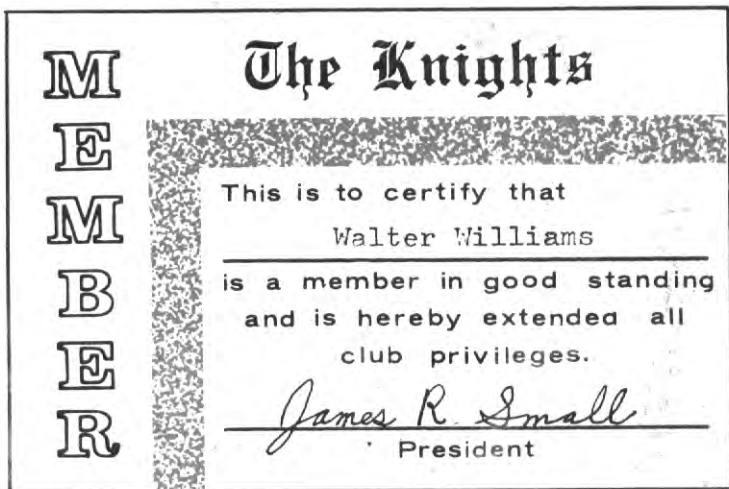 MEMBER
The Knights
This is to certify that
Walter Williams
is a member in good standing
and is hereby extended all
club privileges.
James R. Small
President